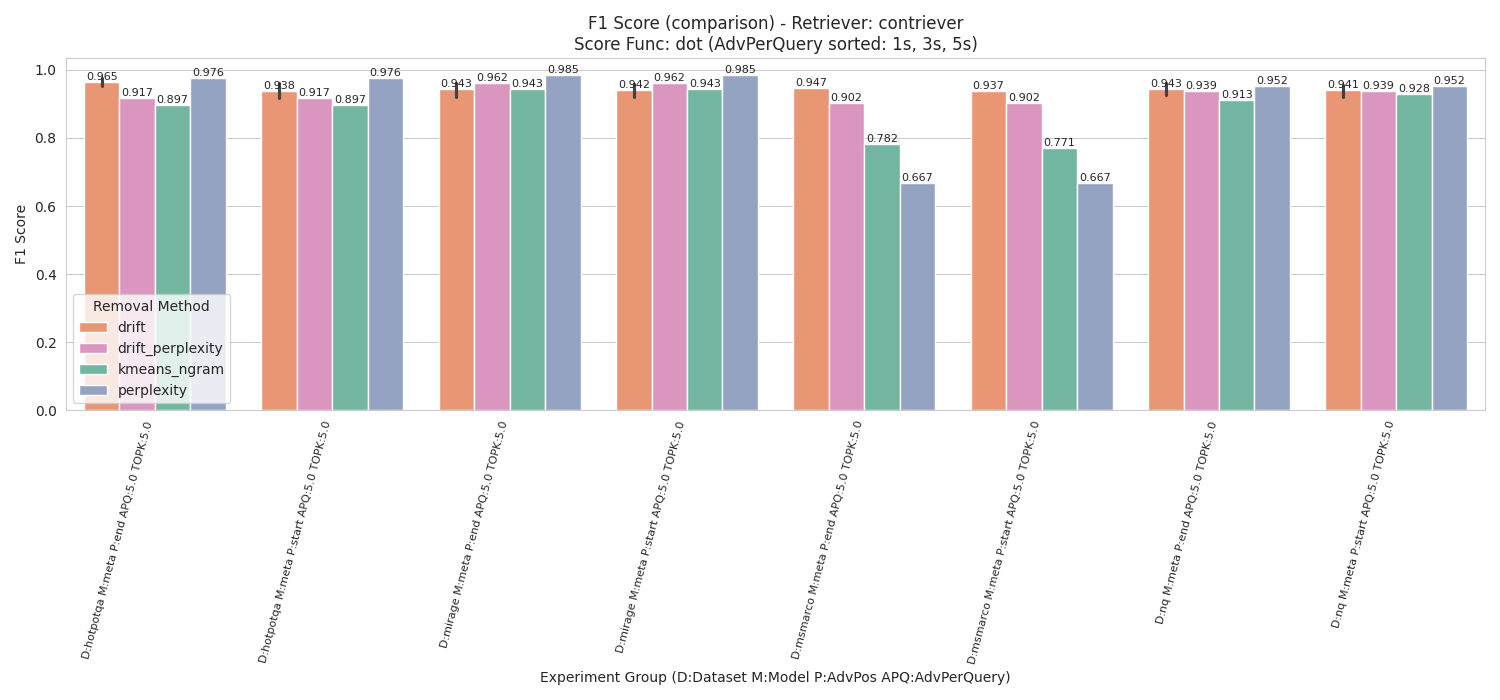 F1 Score (comparison) - Retriever: contriever
Score Func: dot (AdvPerQuery sorted: 1s, 3s, 5s)
F1 Score
1.0
0.8
0.6
0.4
0.2
0.0
0.965 0.917 0.897 0.976
0.938 0.917 0.897 0.976
0.943 0.962 0.943 0.985
0.942 0.962 0.943 0.985
0.947 0.902 0.782 0.667
0.937 0.902 0.771 0.667
0.943 0.939 0.913 0.952
0.941 0.939 0.928 0.952
Removal Method
drift
drift_perplexity
kmeans_ngram
perplexity
D:hotpotqa M:meta P:end APQ:5.0 TOPK:5.0
D:hotpotqa M:meta P:start APQ:5.0 TOPK:5.0
D:mirage M:meta P:end APQ:5.0 TOPK:5.0
D:mirage M:meta P:start APQ:5.0 TOPK:5.0
D:msmarco M:meta P:end APQ:5.0 TOPK:5.0
D:msmarco M:meta P:start APQ:5.0 TOPK:5.0
D:nq M:meta P:end APQ:5.0 TOPK:5.0
D:nq M:meta P:start APQ:5.0 TOPK:5.0
Experiment Group (D:Dataset M:Model P:AdvPos APQ:AdvPerQuery)